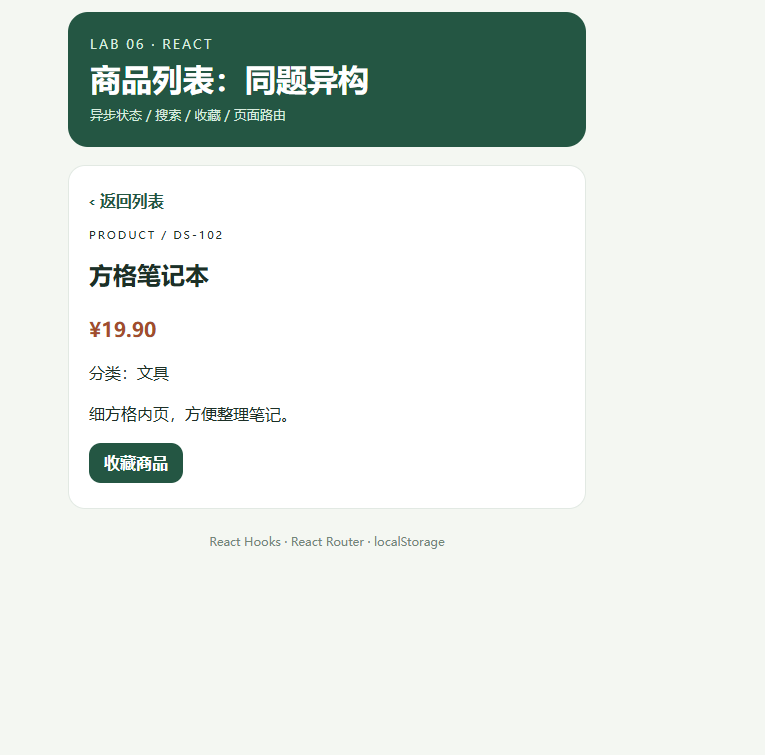 LAB 06 · REACT
商品列表：同题异构
异步状态 / 搜索 / 收藏 / 页面路由
‹ 返回列表
PRODUCT / DS-102
方格笔记本
¥19.90
分类：文具
细方格内页，方便整理笔记。
收藏商品
React Hooks · React Router · localStorage